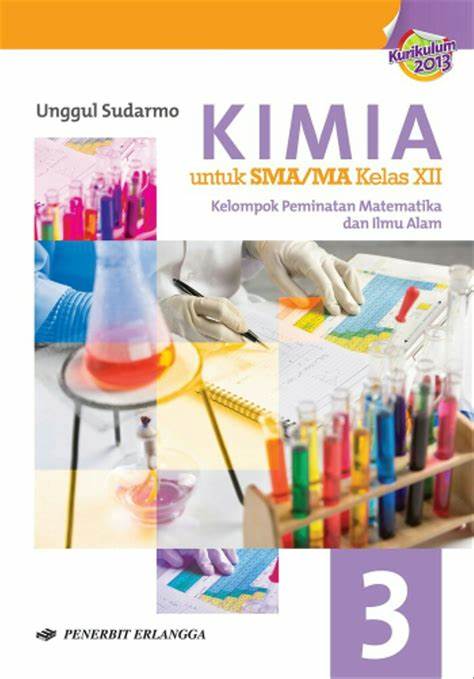 Kurikulum
2013
Unggul Sudarmo
KIMIA
untuk SMA/MA Kelas XII
Kelompok Peminatan Matematika
dan Ilmu Alam
3
PENERBIT ERLANGGA